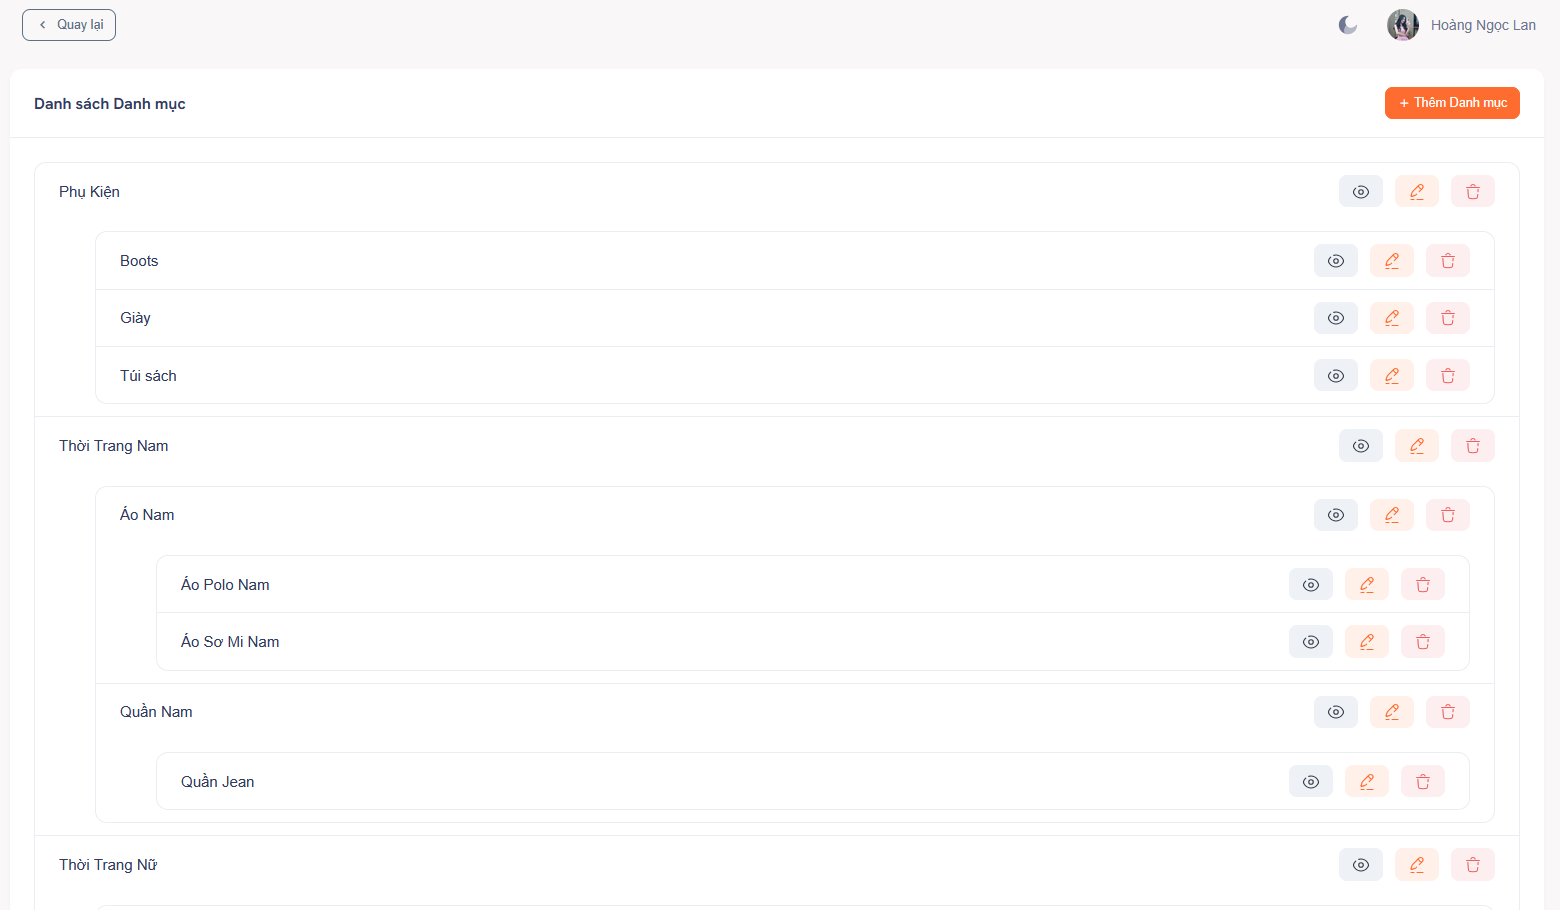 Quay lại
Hoàng Ngọc Lan
Danh sách Danh mục
+ Thêm Danh mục
Phụ Kiện
Boots
Giày
Túi sách
Thời Trang Nam
Áo Nam
Áo Polo Nam
Áo Sơ Mi Nam
Quần Nam
Quần Jean
Thời Trang Nữ